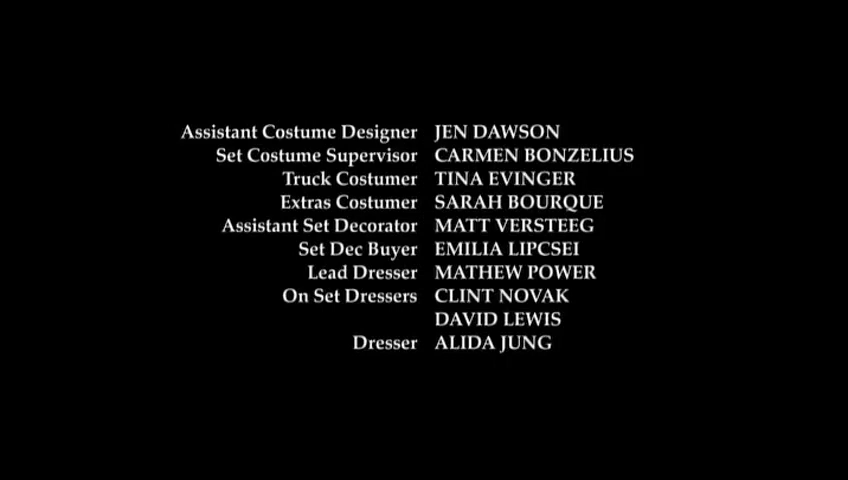 Assistant Costume Designer JEN DAWSON
Set Costume Supervisor CARMEN BONZELIUS
Truck Costumer TINA EVINGER
Extras Costumer SARAH BOURQUE
Assistant Set Decorator MATT VERSTEEG
Set Dec Buyer EMILIA LIPCSEI
Lead Dresser MATHEW POWER
On Set Dressers CLINT NOVAK
DAVID LEWIS
Dresser ALIDA JUNG